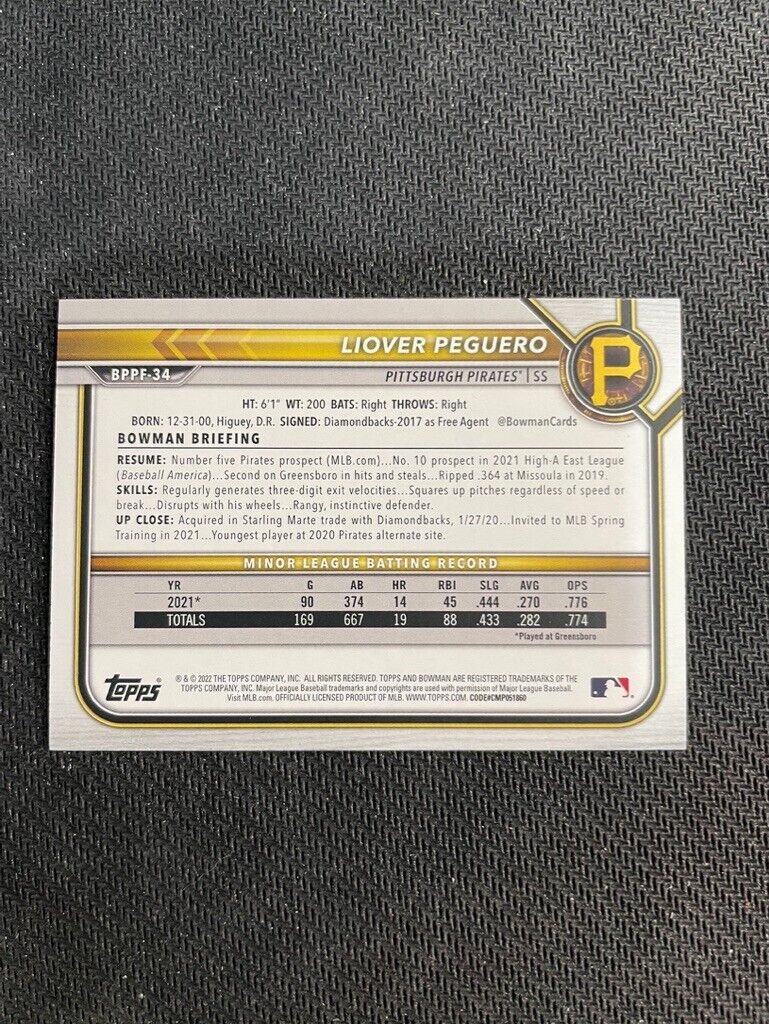 LIOVER PEGUERO
P
BPPF-34
PITTSBURGH PIRATES® | SS
HT: 6'1" WT: 200 BATS: Right THROWS: Right
BORN: 12-31-00, Higuey, D.R. SIGNED: Diamondbacks-2017 as Free Agent @BowmanCards
BOWMAN BRIEFING
RESUME: Number five Pirates prospect (MLB.com)...No. 10 prospect in 2021 High-A East League
(Baseball America)...Second on Greensboro in hits and steals...Ripped .364 at Missoula in 2019.
SKILLS: Regularly generates three-digit exit velocities...Squares up pitches regardless of speed or
break...Disrupts with his wheels...Rangy, instinctive defender.
UP CLOSE: Acquired in Starling Marte trade with Diamondbacks, 1/27/20...Invited to MLB Spring
Training in 2021...Youngest player at 2020 Pirates alternate site.
MINOR LEAGUE BATTING RECORD
YR G AB HR RBI SLG AVG OPS
2021* 90 374 14 45 .444 .270 .776
TOTALS 169 667 19 88 .433 .282 .774
*Played at Greensboro
TOPPS
® & © 2022 THE TOPPS COMPANY, INC. ALL RIGHTS RESERVED. TOPPS AND BOWMAN ARE REGISTERED TRADEMARKS OF THE
TOPPS COMPANY, INC. Major League Baseball trademarks and copyrights are used with permission of Major League Baseball.
Visit MLB.com. OFFICIALLY LICENSED PRODUCT OF MLB. WWW.TOPPS.COM. CODE#CMP051860